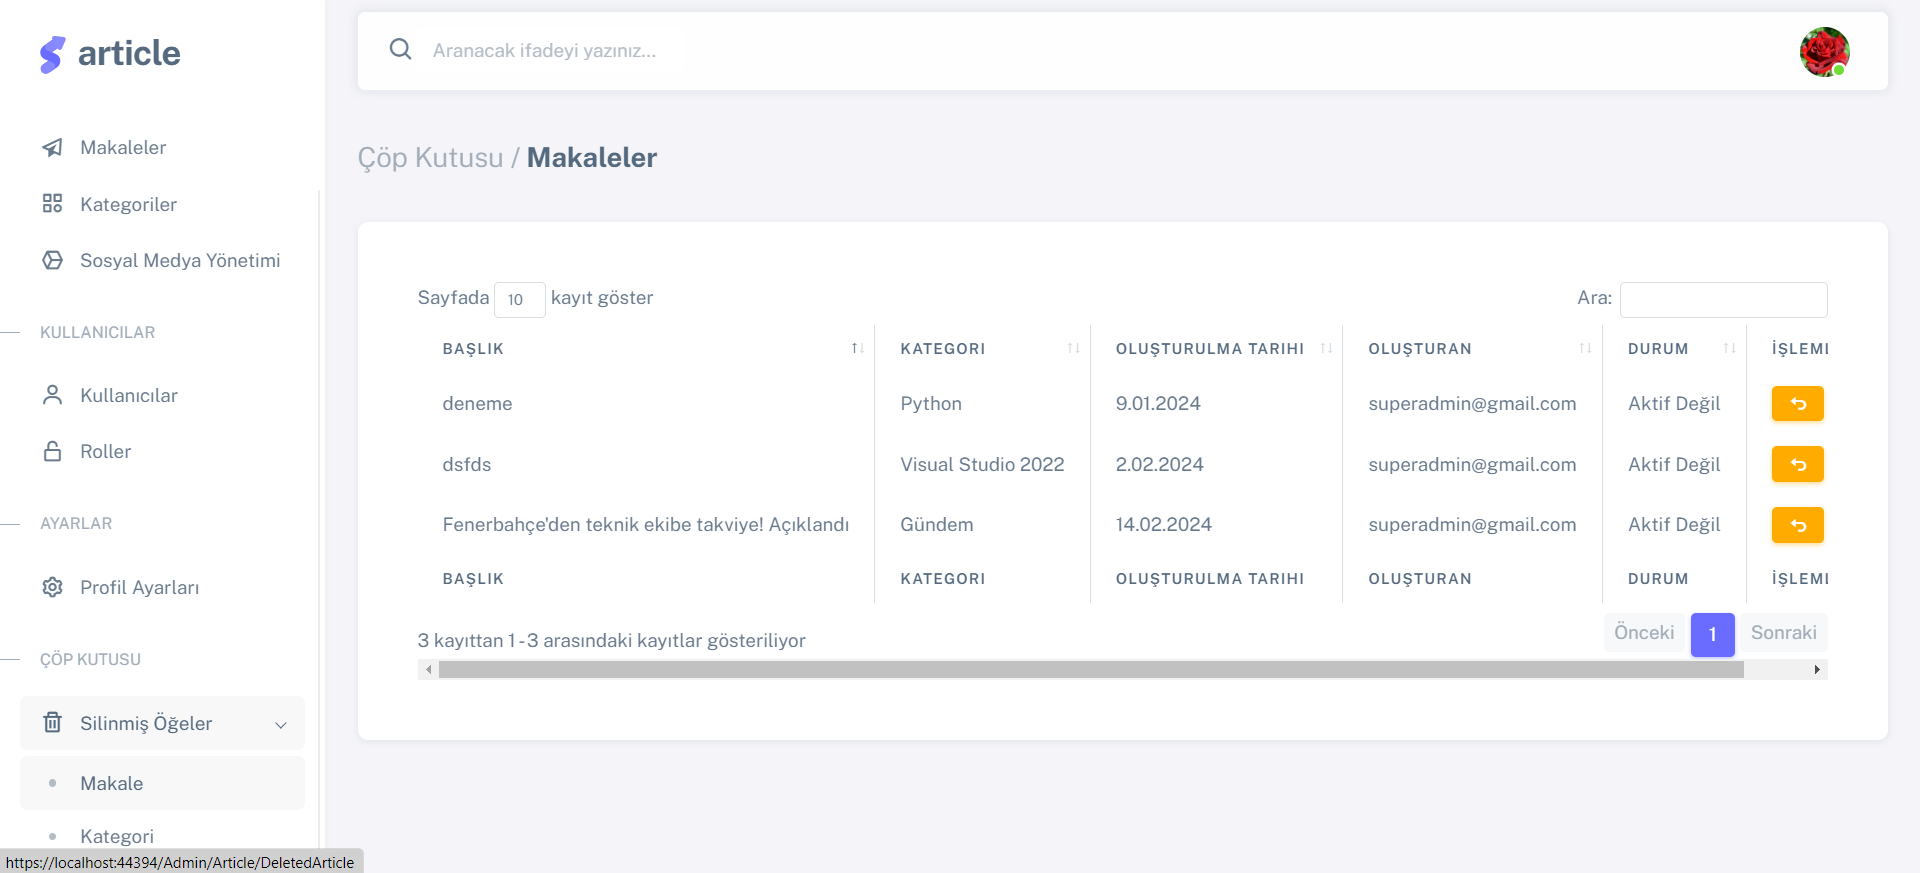 article
Aranacak ifadeyi yazınız...
Makaleler
Kategoriler
Sosyal Medya Yönetimi
KULLANICILAR
Kullanıcılar
Roller
AYARLAR
Profil Ayarları
ÇÖP KUTUSU
Silinmiş Öğeler
Makale
Kategori
https://localhost:44394/Admin/Article/DeletedArticle
Çöp Kutusu / Makaleler
Sayfada 10 kayıt göster
Ara:
BAŞLIK KATEGORI OLUŞTURULMA TARIHI OLUŞTURAN DURUM İŞLEML
deneme Python 9.01.2024 superadmin@gmail.com Aktif Değil
dsfds Visual Studio 2022 2.02.2024 superadmin@gmail.com Aktif Değil
Fenerbahçe'den teknik ekibe takviye! Açıklandı Gündem 14.02.2024 superadmin@gmail.com Aktif Değil
BAŞLIK KATEGORI OLUŞTURULMA TARIHI OLUŞTURAN DURUM İŞLEML
3 kayıttan 1 - 3 arasındaki kayıtlar gösteriliyor
Önceki 1 Sonraki